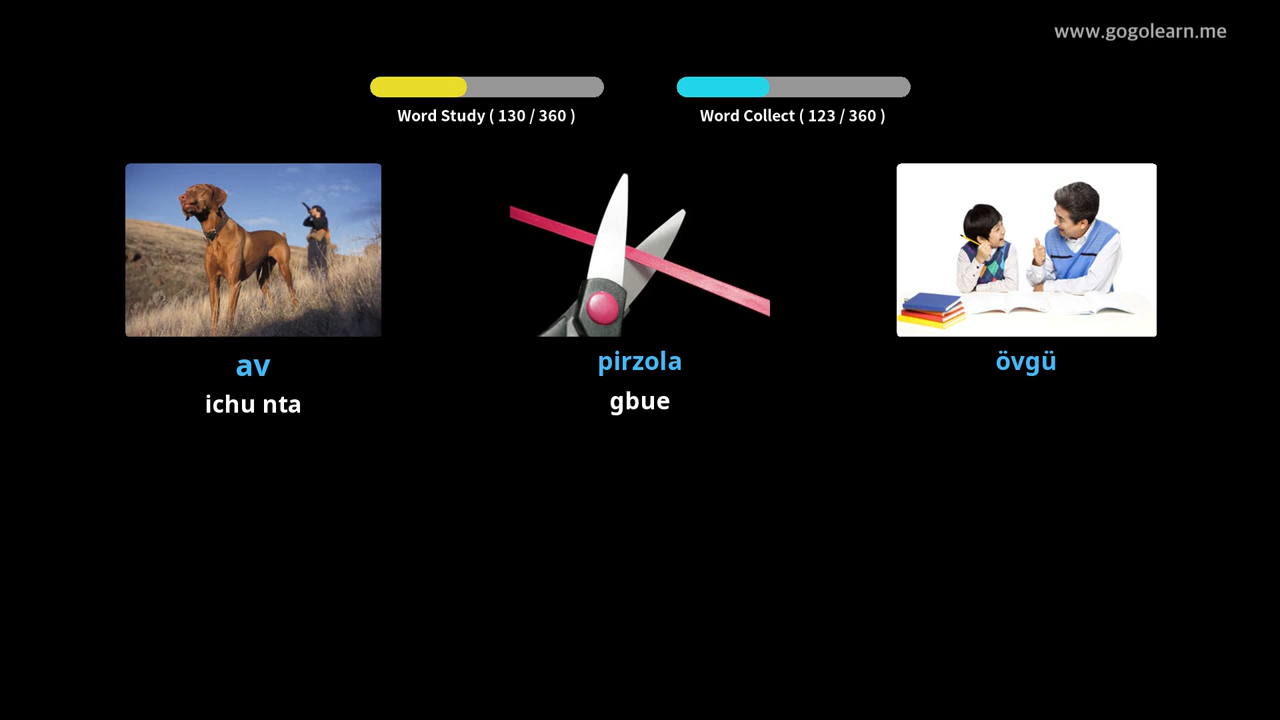 www.gogolearn.me
Word Study ( 130 / 360 )
Word Collect ( 123 / 360 )
av
ichu nta
pirzola
gbue
övgü